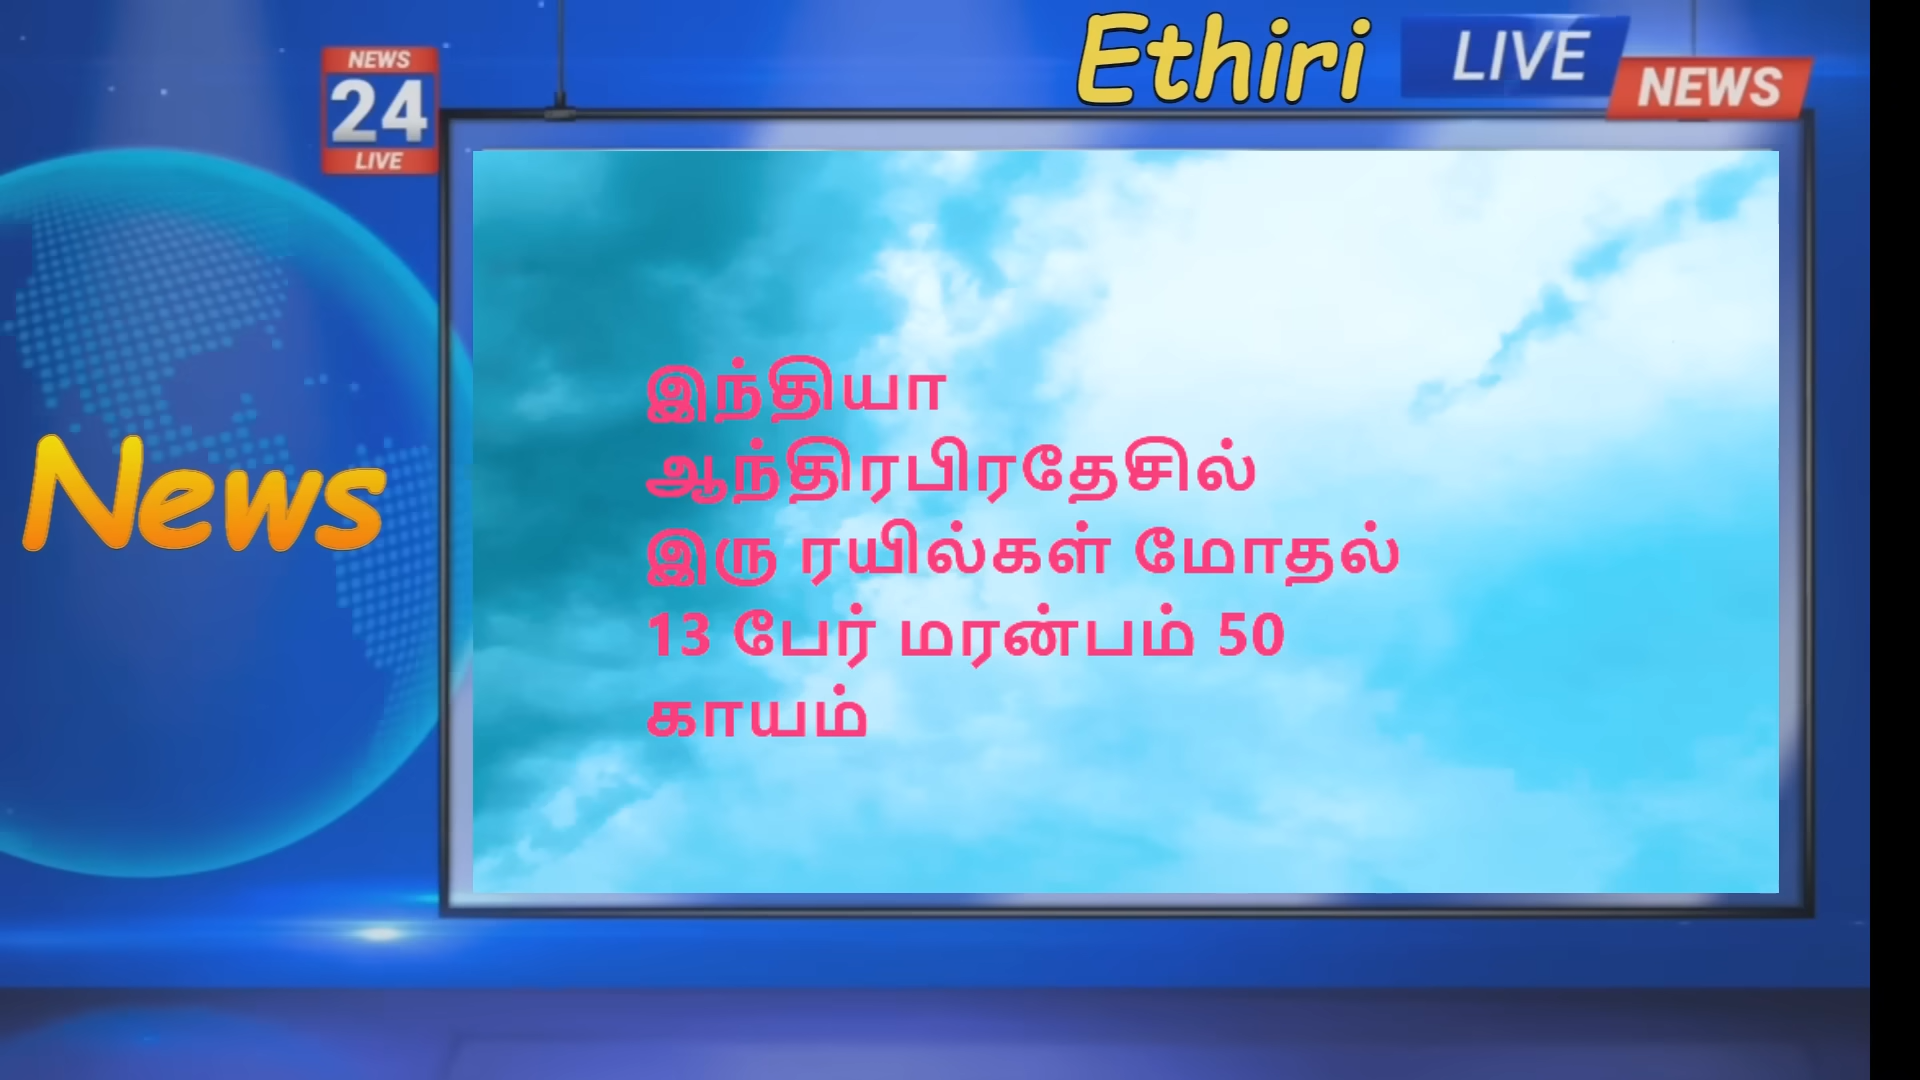 NEWS
24
LIVE
Ethiri
LIVE
NEWS
News
இந்தியா
ஆந்திரபிரதேசில்
இரு ரயில்கள் மோதல்
13 பேர் மரன்பம் 50
காயம்